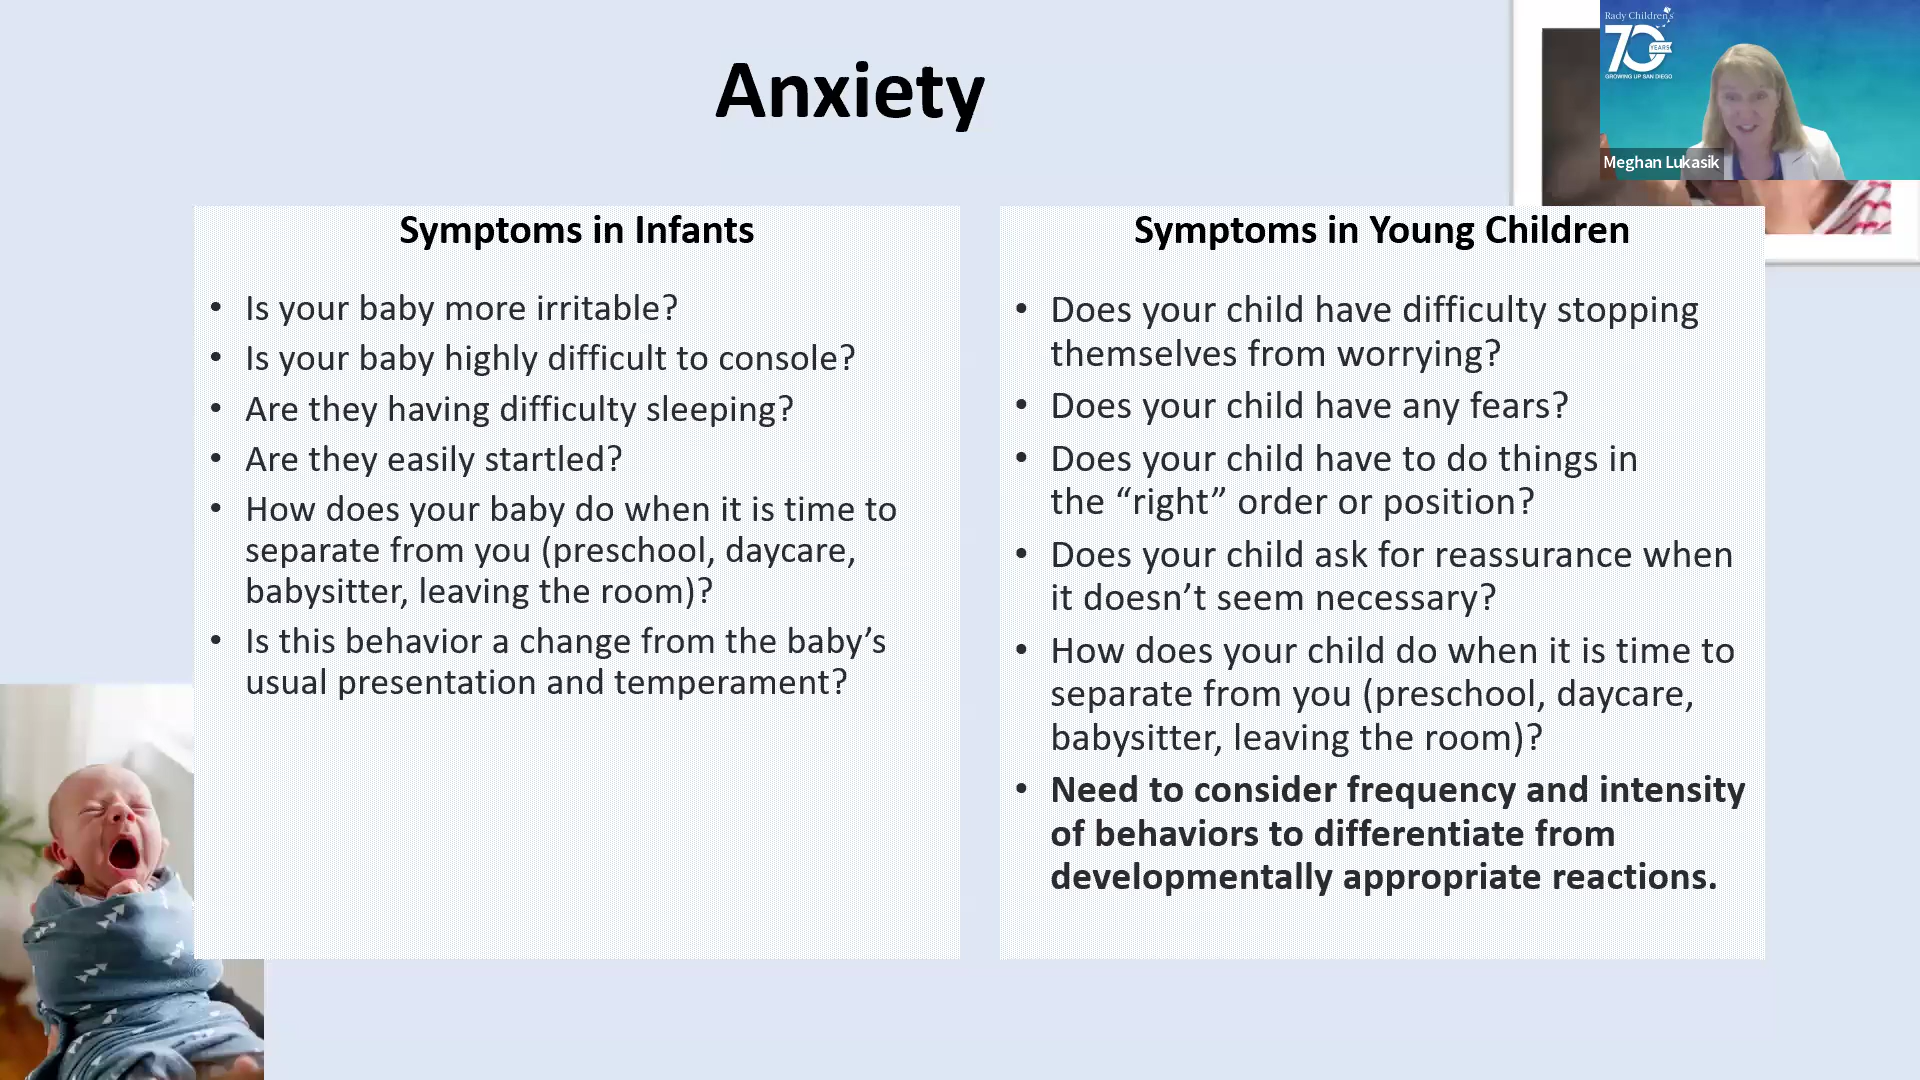 Anxiety
Rady Children's
70
YEARS
GROWING UP SAN DIEGO
Meghan Lukasik
Symptoms in Infants
• Is your baby more irritable?
• Is your baby highly difficult to console?
• Are they having difficulty sleeping?
• Are they easily startled?
• How does your baby do when it is time to
separate from you (preschool, daycare,
babysitter, leaving the room)?
• Is this behavior a change from the baby’s
usual presentation and temperament?
Symptoms in Young Children
• Does your child have difficulty stopping
themselves from worrying?
• Does your child have any fears?
• Does your child have to do things in
the “right” order or position?
• Does your child ask for reassurance when
it doesn’t seem necessary?
• How does your child do when it is time to
separate from you (preschool, daycare,
babysitter, leaving the room)?
• Need to consider frequency and intensity
of behaviors to differentiate from
developmentally appropriate reactions.